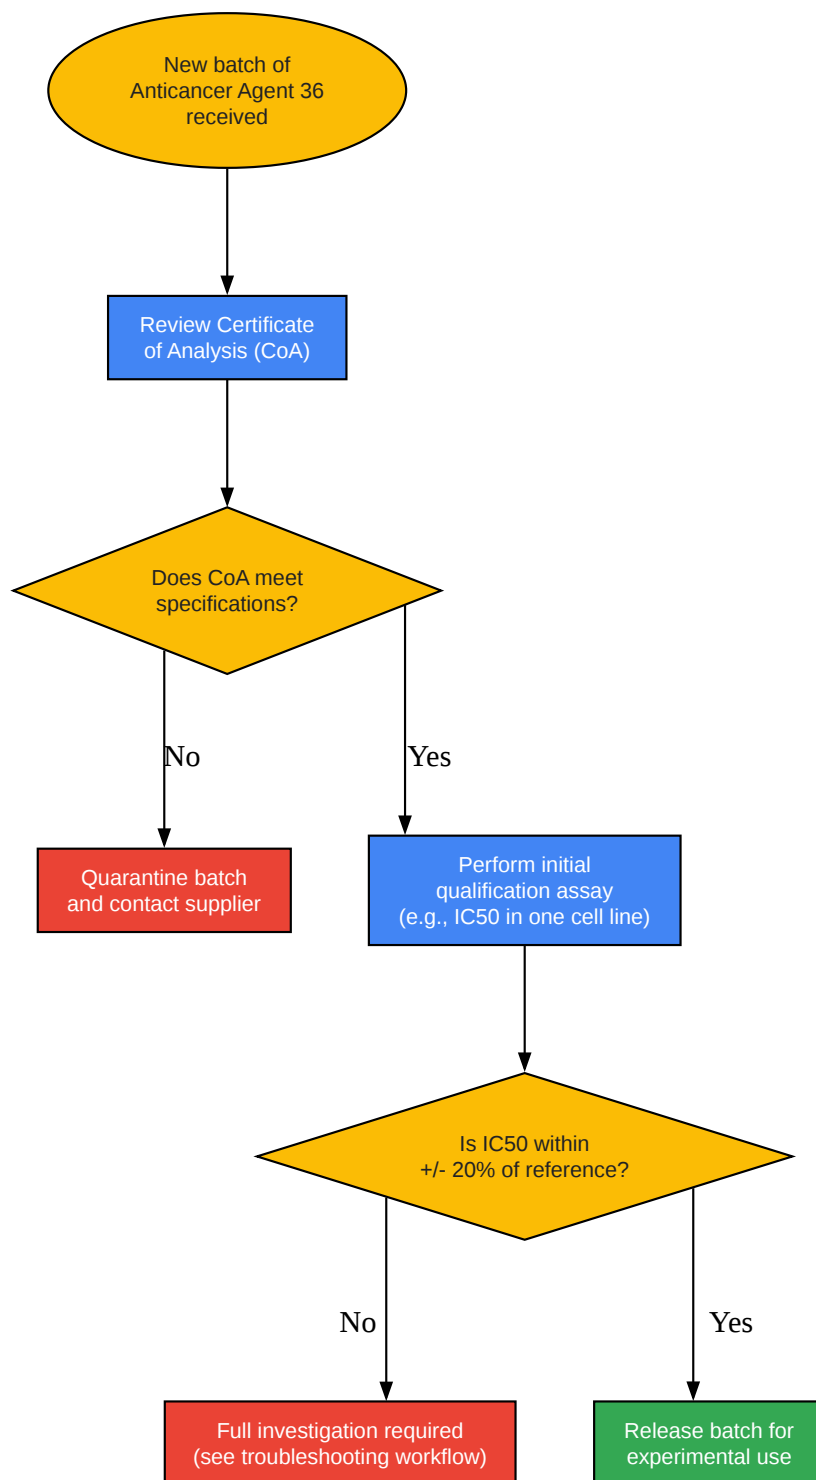 New batch of
Anticancer Agent 36
received
Review Certificate
of Analysis (CoA)
Does CoA meet
specifications?
No
Yes
Quarantine batch
and contact supplier
Perform initial
qualification assay
(e.g., IC50 in one cell line)
Is IC50 within
+/- 20% of reference?
No
Yes
Full investigation required
(see troubleshooting workflow)
Release batch for
experimental use